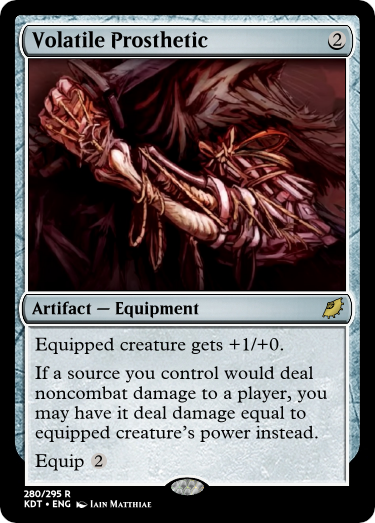 Volatile Prosthetic 2
Artifact — Equipment
Equipped creature gets +1/+0.
If a source you control would deal
noncombat damage to a player, you
may have it deal damage equal to
equipped creature's power instead.
Equip 2
280/295 R
KDT • ENG Iain Matthiae